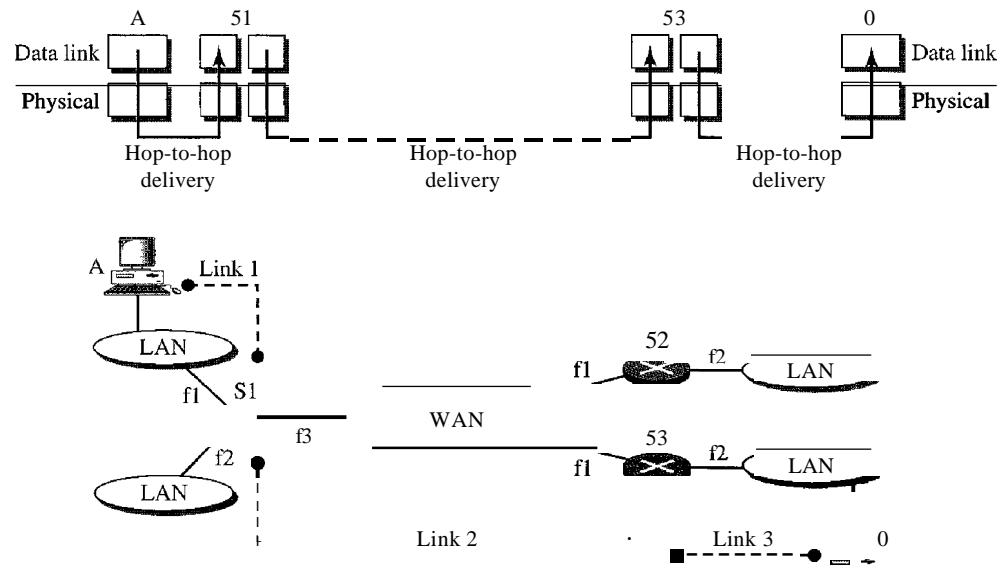 A 51 53 0
Data link Data link
Physical Physical
Hop-to-hop delivery
Hop-to-hop delivery
Hop-to-hop delivery
A Link 1
LAN
f1 S1
f3
WAN
f2
LAN
52
f1 f2 LAN
53
f1 f2 LAN
Link 2 Link 3 0